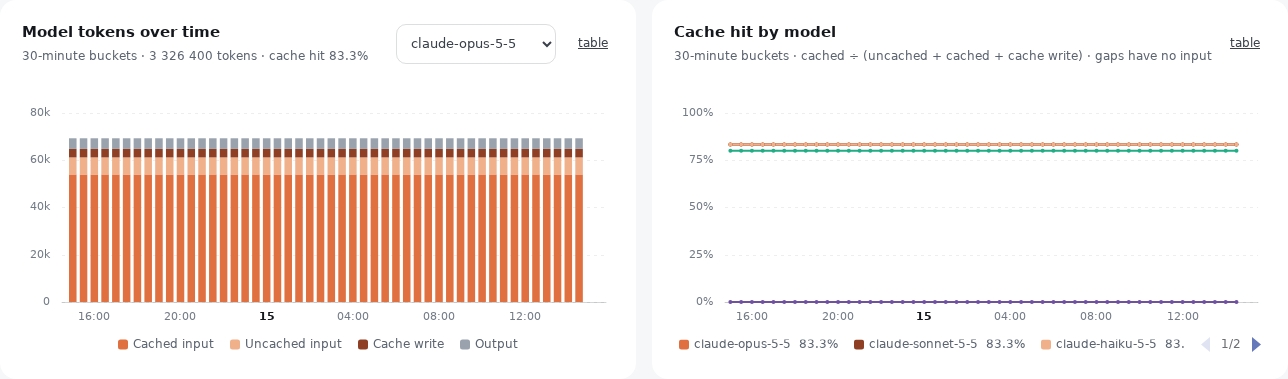 Model tokens over time
30-minute buckets · 3 326 400 tokens · cache hit 83.3%
claude-opus-5-5
table
80k
60k
40k
20k
0
16:00 20:00 15 04:00 08:00 12:00
Cached input Uncached input Cache write Output
Cache hit by model
30-minute buckets · cached ÷ (uncached + cached + cache write) · gaps have no input
table
100%
75%
50%
25%
0%
16:00 20:00 15 04:00 08:00 12:00
claude-opus-5-5 83.3% claude-sonnet-5-5 83.3% claude-haiku-5-5 83. 1/2